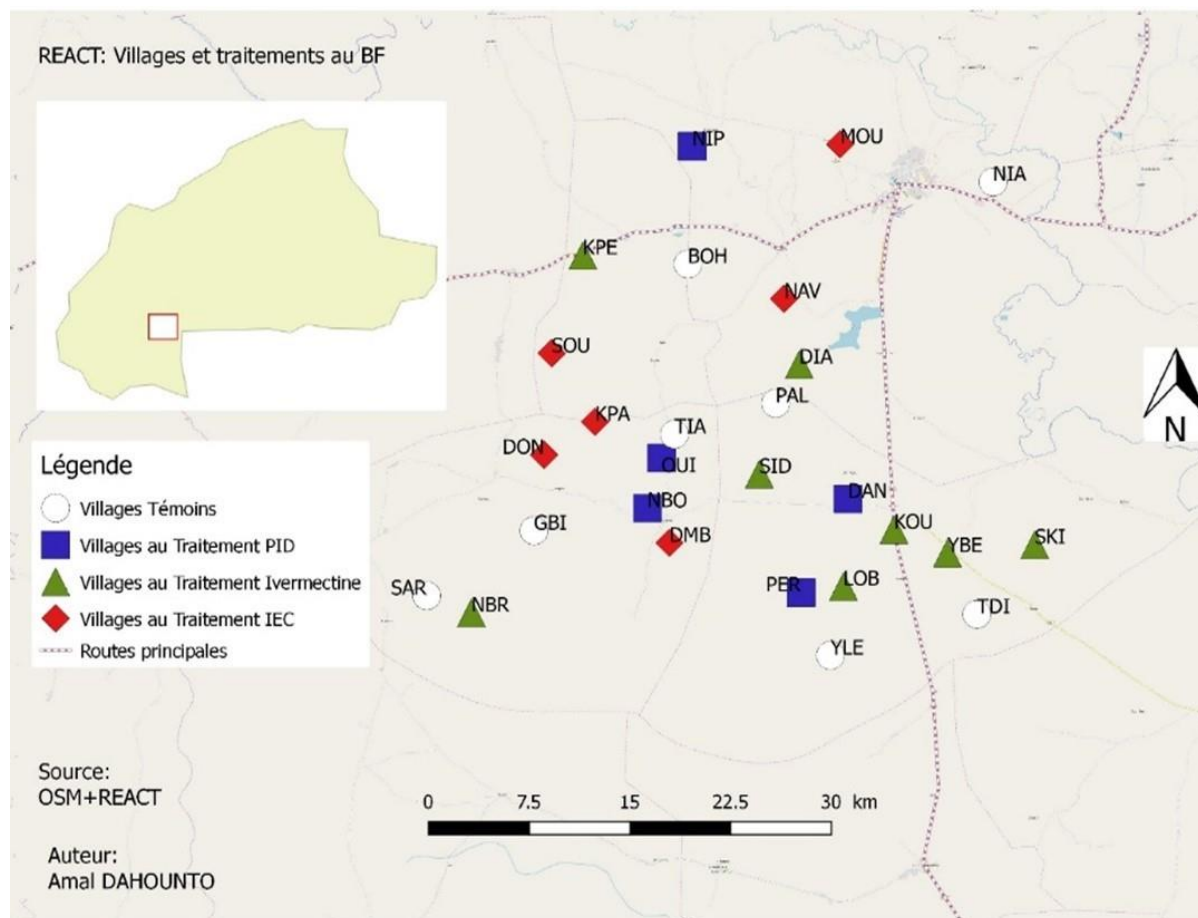 REACT: Villages et traitements au BF
NIP
MOU
NIA
KPE
BOH
NAV
SOU
DIA
PAL
KPA
TIA
DON
OUI
SID
NBO
DAN
GBI
DMB
KOU
YBE
SKI
SAR
NBR
PER
LOB
TDI
YLE
N
Légende
Villages Témoins
Villages au Traitement PID
Villages au Traitement Ivermectine
Villages au Traitement IEC
Routes principales
Source:
OSM+REACT
0 7.5 15 22.5 30 km
Auteur:
Amal DAHOUNTO